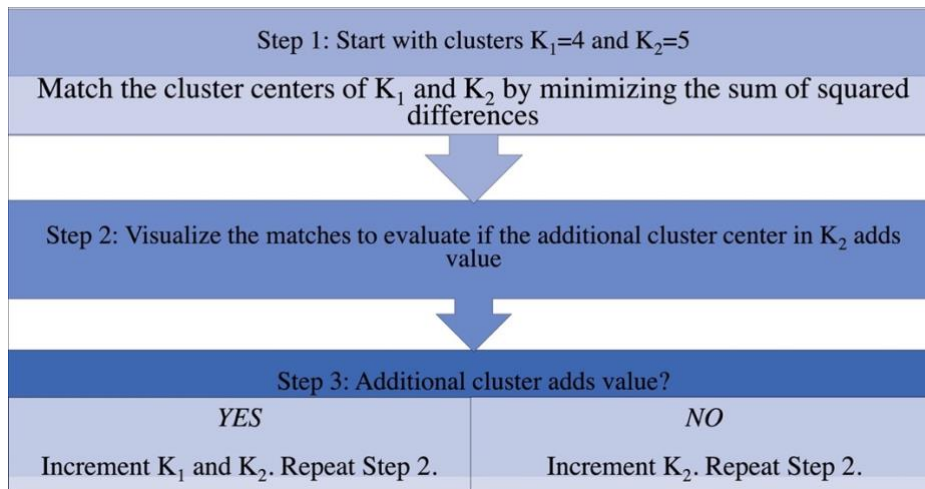 Step 1: Start with clusters K₁=4 and K₂=5
Match the cluster centers of K₁ and K₂ by minimizing the sum of squared
differences
Step 2: Visualize the matches to evaluate if the additional cluster center in K₂ adds
value
Step 3: Additional cluster adds value?
YES
Increment K₁ and K₂. Repeat Step 2.
NO
Increment K₂. Repeat Step 2.